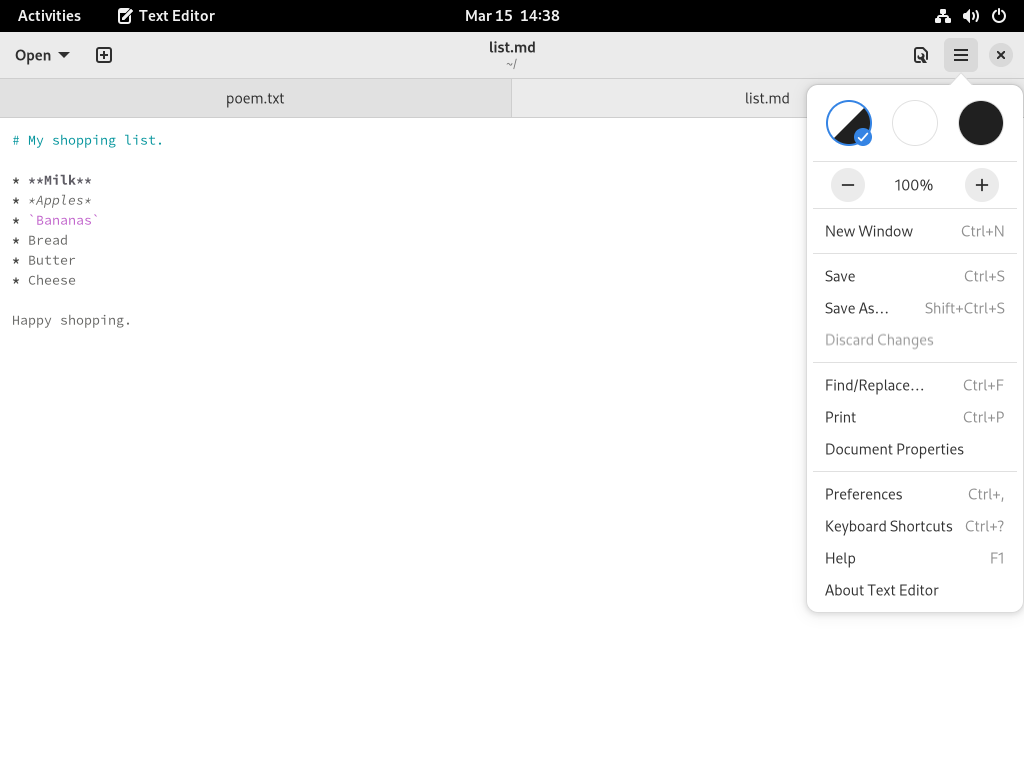 Activities
Text Editor
Mar 15 14:38
Open
list.md
~/
poem.txt
list.md
# My shopping list.
* **Milk**
* *Apples*
* `Bananas`
* Bread
* Butter
* Cheese
Happy shopping.
100%
New Window Ctrl+N
Save Ctrl+S
Save As… Shift+Ctrl+S
Discard Changes
Find/Replace… Ctrl+F
Print Ctrl+P
Document Properties
Preferences Ctrl+,
Keyboard Shortcuts Ctrl+?
Help F1
About Text Editor